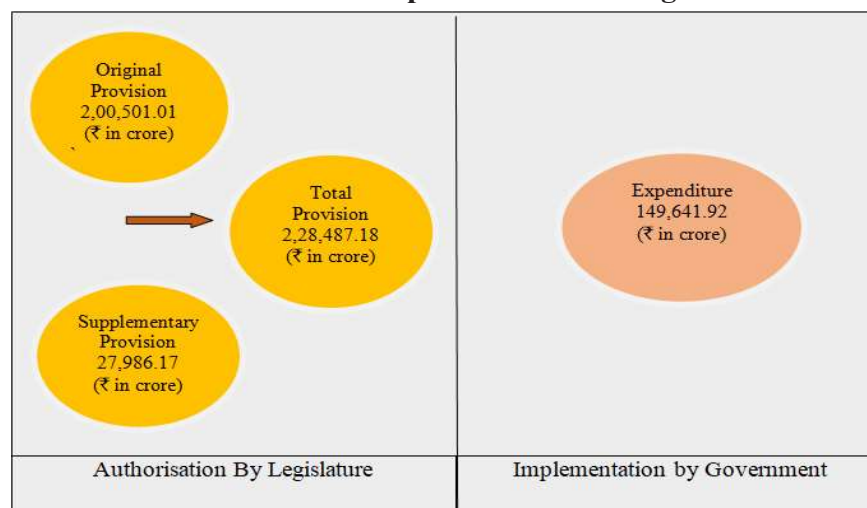 Original
Provision
2,00,501.01
(₹ in crore)
Total
Provision
2,28,487.18
(₹ in crore)
Supplementary
Provision
27,986.17
(₹ in crore)
Expenditure
149,641.92
(₹ in crore)
Authorisation By Legislature
Implementation by Government